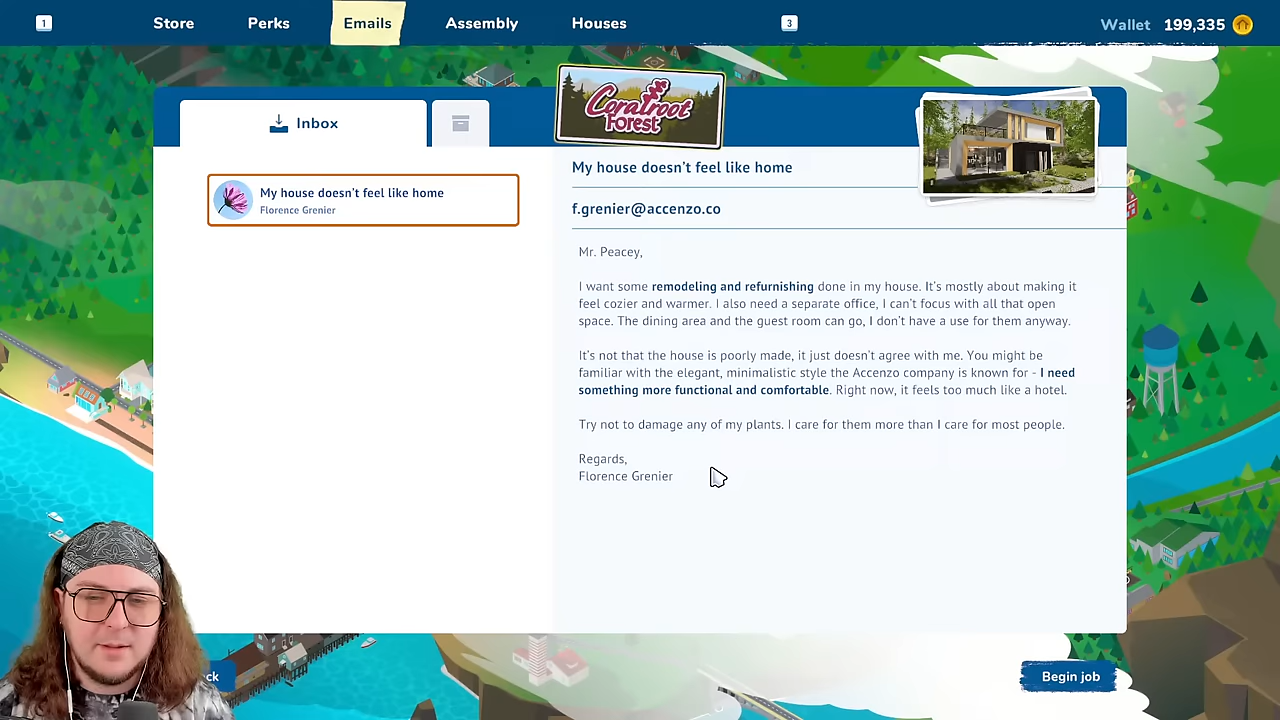 1
Store
Perks
Emails
Assembly
Houses
3
Wallet 199,335
Inbox
Coralroot
Forest
My house doesn't feel like home
Florence Grenier
My house doesn't feel like home
f.grenier@accenzo.co
Mr. Peacey,
I want some remodeling and refurnishing done in my house. It's mostly about making it
feel cozier and warmer. I also need a separate office, I can't focus with all that open
space. The dining area and the guest room can go, I don't have a use for them anyway.
It's not that the house is poorly made, it just doesn't agree with me. You might be
familiar with the elegant, minimalistic style the Accenzo company is known for - I need
something more functional and comfortable. Right now, it feels too much like a hotel.
Try not to damage any of my plants. I care for them more than I care for most people.
Regards,
Florence Grenier
ck
Begin job